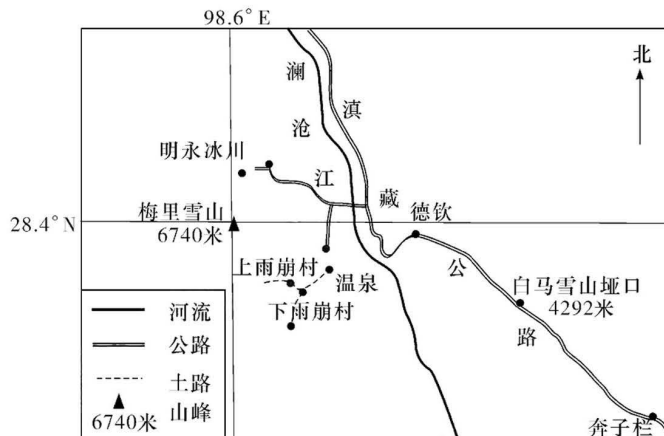 98.6°E
北
澜
沧
江
滇
藏
公
路
明永冰川
梅里雪山
6740米
28.4°N
德钦
上雨崩村
温泉
下雨崩村
白马雪山垭口
4292米
奔子栏
河流
公路
土路
山峰
6740米